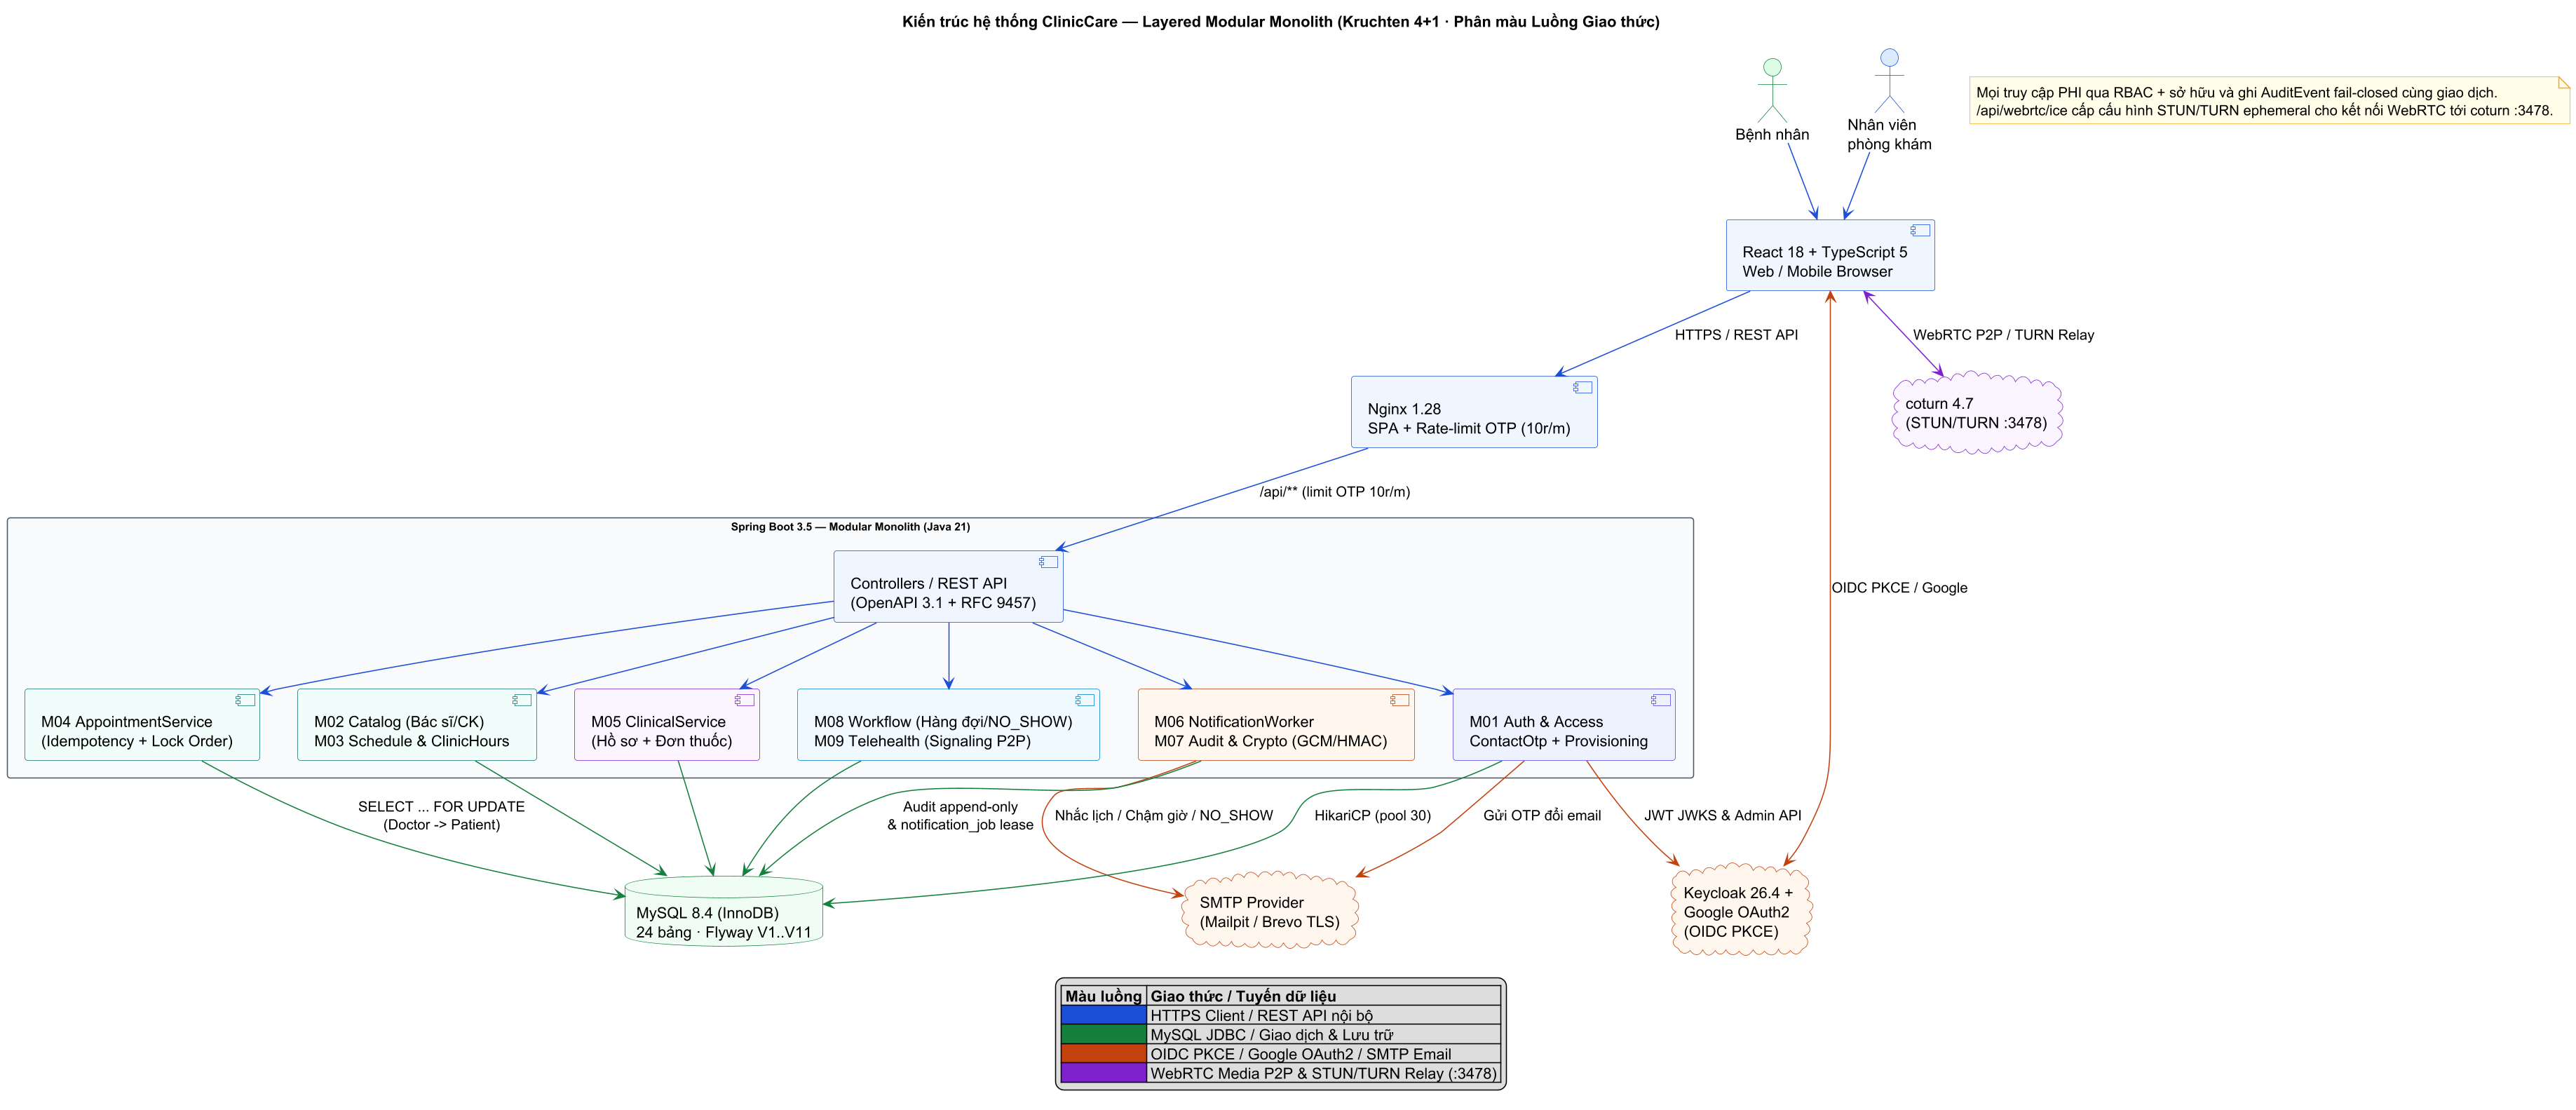 Kiến trúc hệ thống ClinicCare — Layered Modular Monolith (Kruchten 4+1 · Phân màu Luồng Giao thức)
Bệnh nhân
Nhân viên
phòng khám
Mọi truy cập PHI qua RBAC + sở hữu và ghi AuditEvent fail-closed cùng giao dịch.
/api/webrtc/ice cấp cấu hình STUN/TURN ephemeral cho kết nối WebRTC tới coturn :3478.
React 18 + TypeScript 5
Web / Mobile Browser
HTTPS / REST API
WebRTC P2P / TURN Relay
Nginx 1.28
SPA + Rate-limit OTP (10r/m)
coturn 4.7
(STUN/TURN :3478)
/api/** (limit OTP 10r/m)
Spring Boot 3.5 — Modular Monolith (Java 21)
Controllers / REST API
(OpenAPI 3.1 + RFC 9457)
OIDC PKCE / Google
M04 AppointmentService
(Idempotency + Lock Order)
M02 Catalog (Bác sĩ/CK)
M03 Schedule & ClinicHours
M05 ClinicalService
(Hồ sơ + Đơn thuốc)
M08 Workflow (Hàng đợi/NO_SHOW)
M09 Telehealth (Signaling P2P)
M06 NotificationWorker
M07 Audit & Crypto (GCM/HMAC)
M01 Auth & Access
ContactOtp + Provisioning
SELECT ... FOR UPDATE
(Doctor -> Patient)
Audit append-only
& notification_job lease
Nhắc lịch / Chậm giờ / NO_SHOW
HikariCP (pool 30)
Gửi OTP đổi email
JWT JWKS & Admin API
MySQL 8.4 (InnoDB)
24 bảng · Flyway V1..V11
SMTP Provider
(Mailpit / Brevo TLS)
Keycloak 26.4 +
Google OAuth2
(OIDC PKCE)
Màu luồng Giao thức / Tuyến dữ liệu
HTTPS Client / REST API nội bộ
MySQL JDBC / Giao dịch & Lưu trữ
OIDC PKCE / Google OAuth2 / SMTP Email
WebRTC Media P2P & STUN/TURN Relay (:3478)